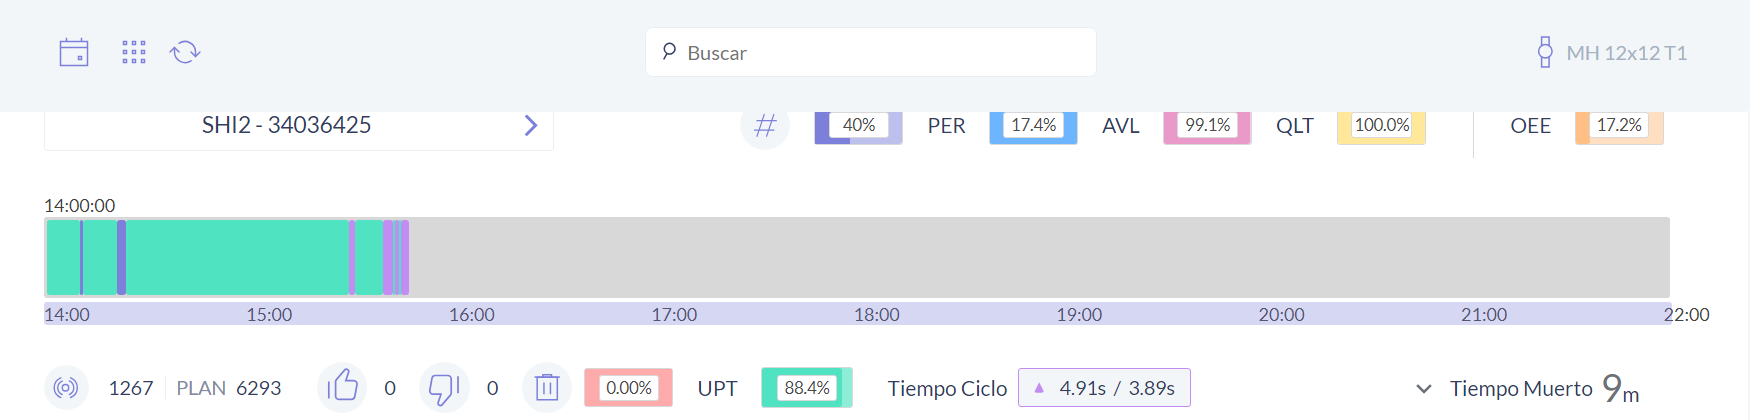 Buscar
MH 12x12 T1
SHI2 - 34036425
# 40% PER 17.4% AVL 99.1% QLT 100.0% OEE 17.2%
14:00:00
14:00 15:00 16:00 17:00 18:00 19:00 20:00 21:00 22:00
1267 PLAN 6293 0 0 0.00% UPT 88.4% Tiempo Ciclo ▲ 4.91s / 3.89s Tiempo Muerto 9m